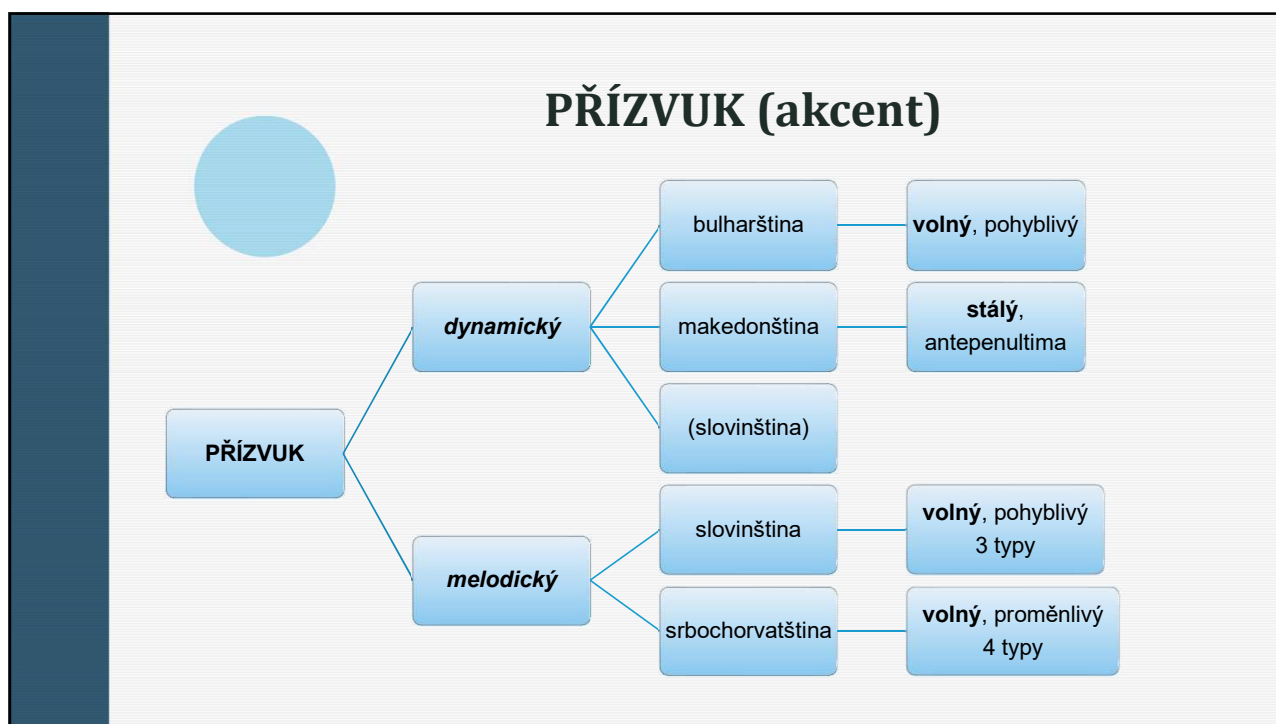 PŘÍZVUK (akcent)
PŘÍZVUK
dynamický
bulharština
volný, pohyblivý
makedonština
stálý,
antepenultima
(slovinština)
melodický
slovinština
volný, pohyblivý
3 typy
srbochorvatština
volný, proměnlivý
4 typy